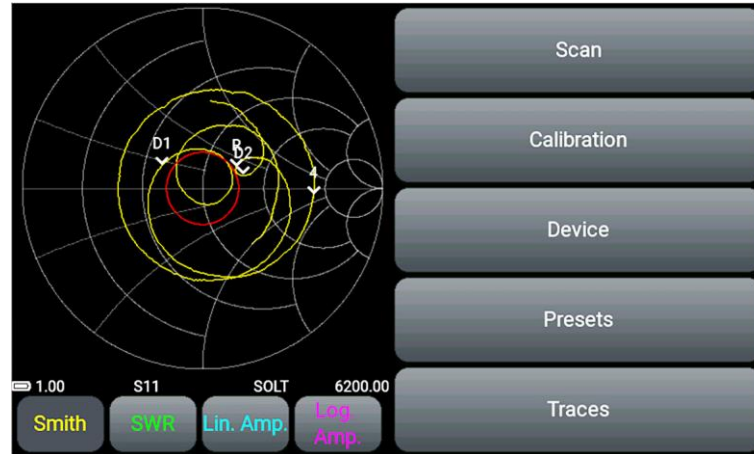 Scan
D1
R
D2
4
Calibration
Device
Presets
1.00 S11 SOLT 6200.00
Smith SWR Lin. Amp. Log. Amp.
Traces